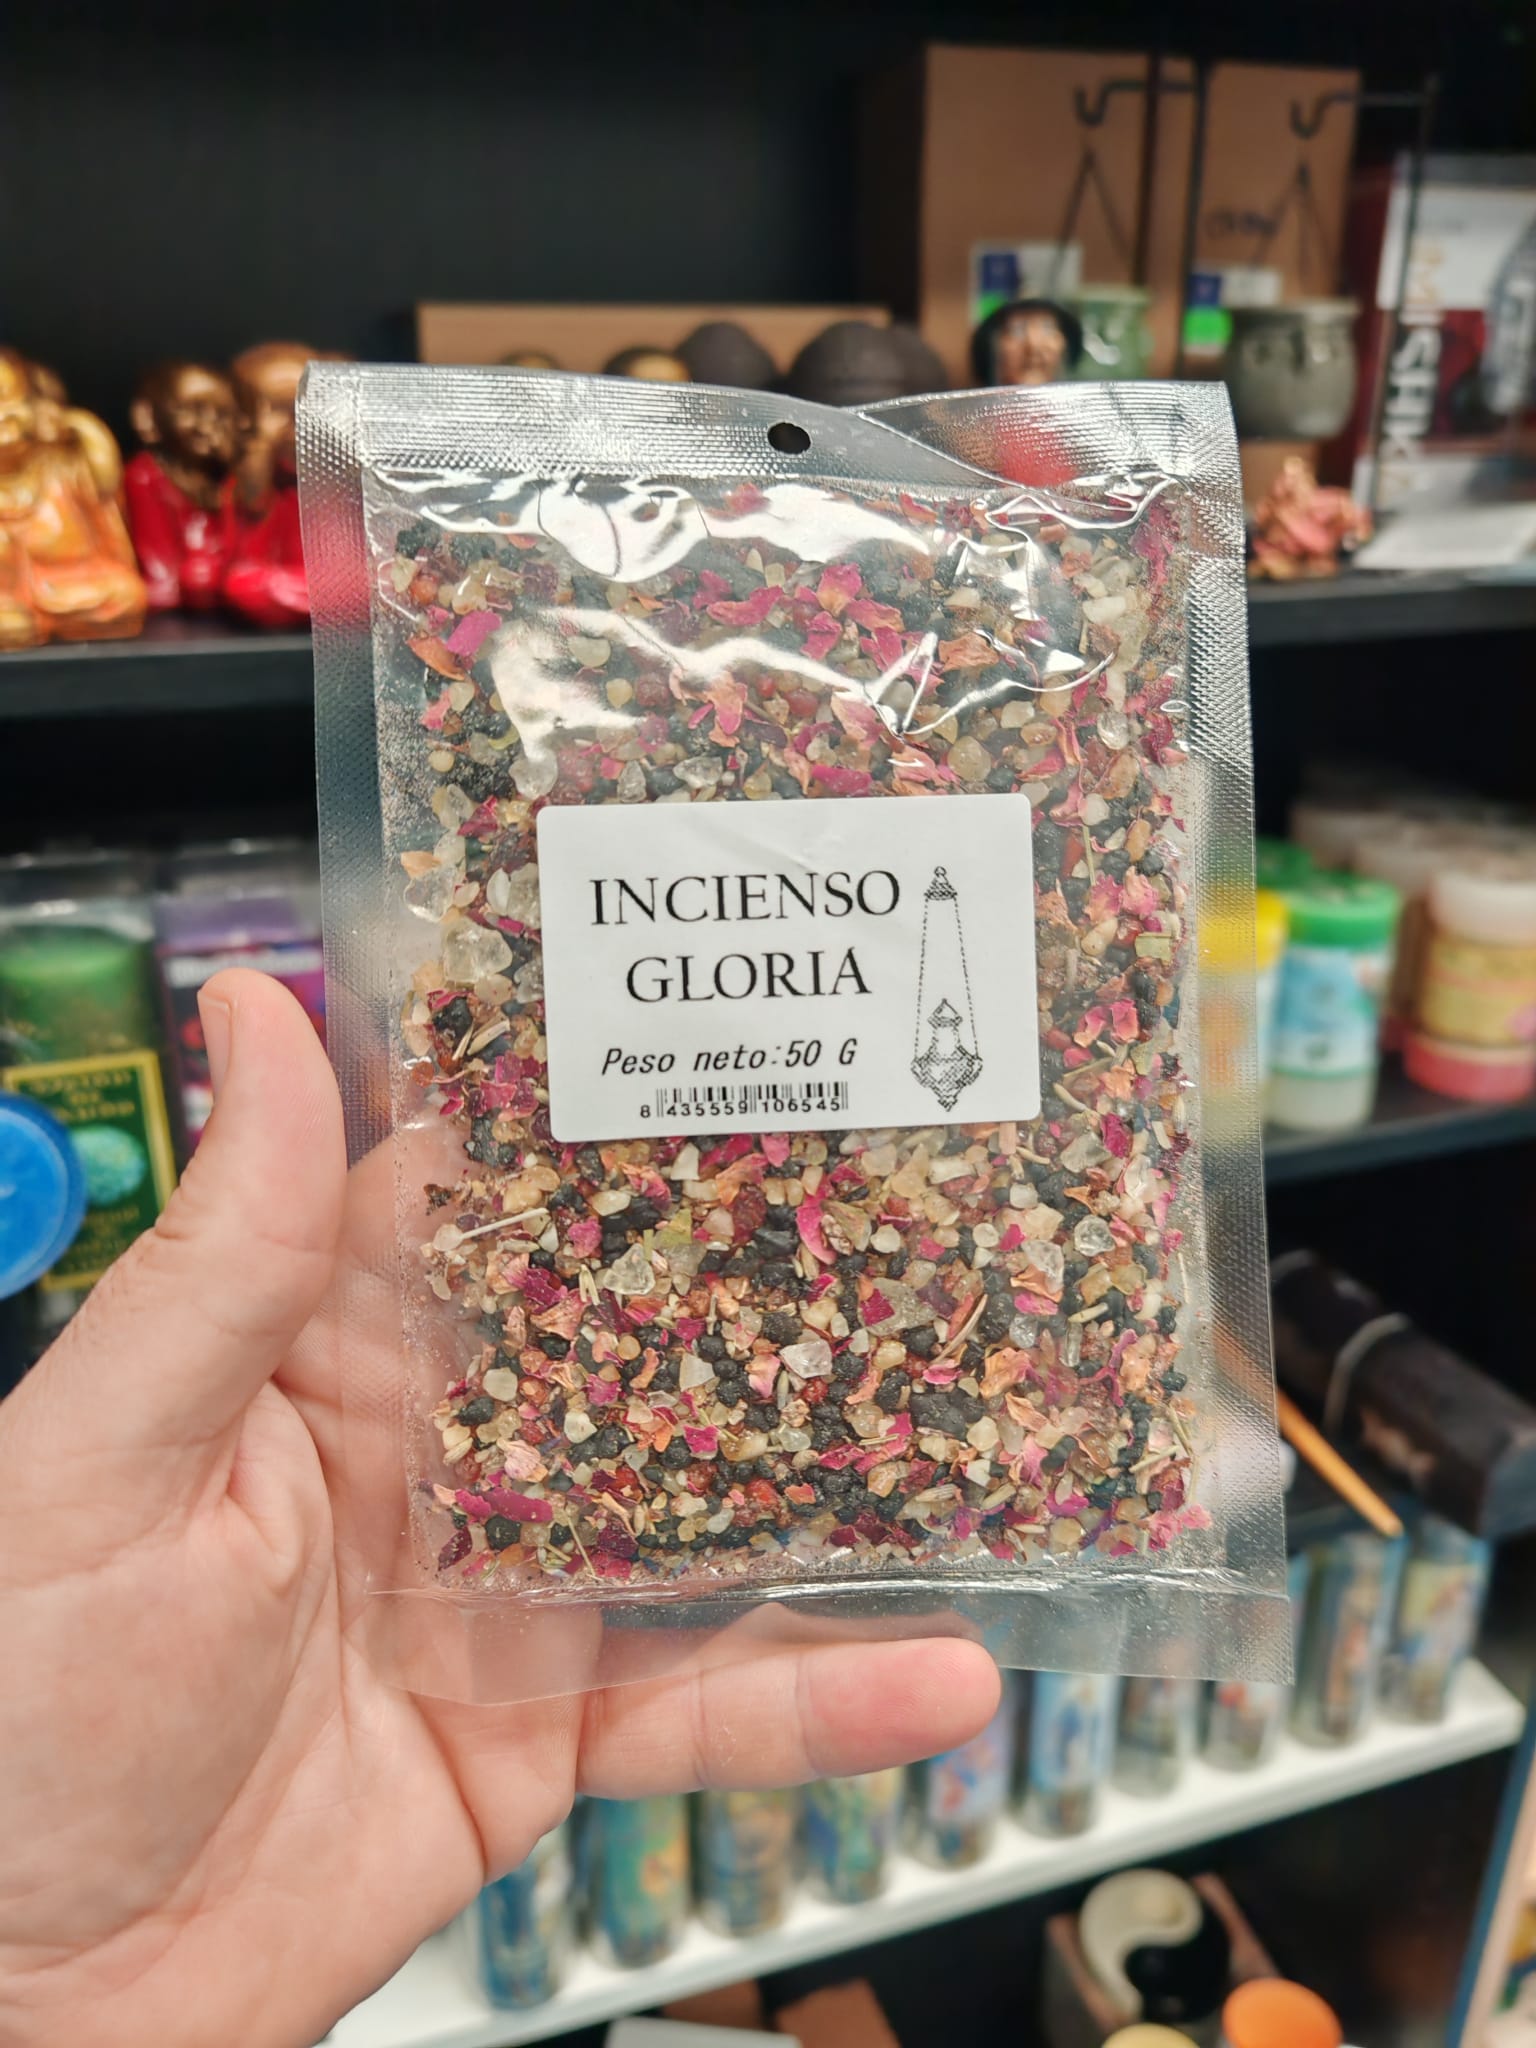 INCIENSO
GLORIA
Peso neto:50 G
8 435559 106545